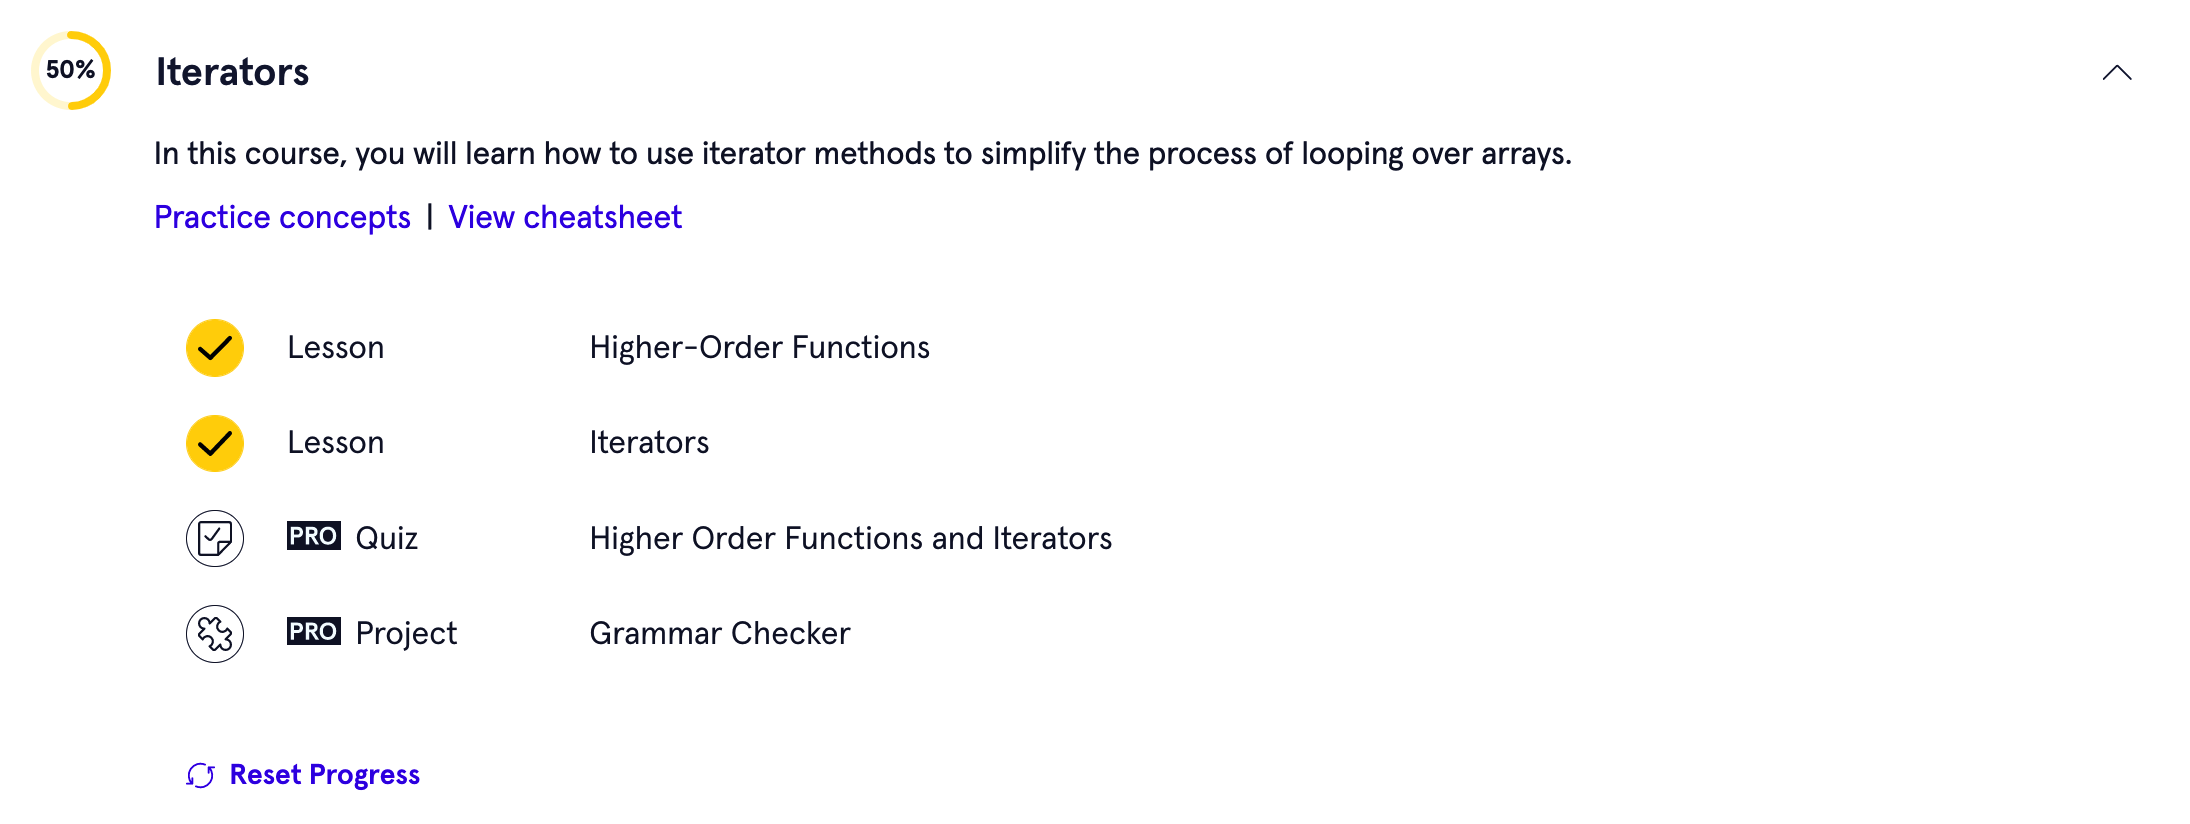 50% Iterators
In this course, you will learn how to use iterator methods to simplify the process of looping over arrays.
Practice concepts | View cheatsheet
Lesson Higher-Order Functions
Lesson Iterators
PRO Quiz Higher Order Functions and Iterators
PRO Project Grammar Checker
Reset Progress